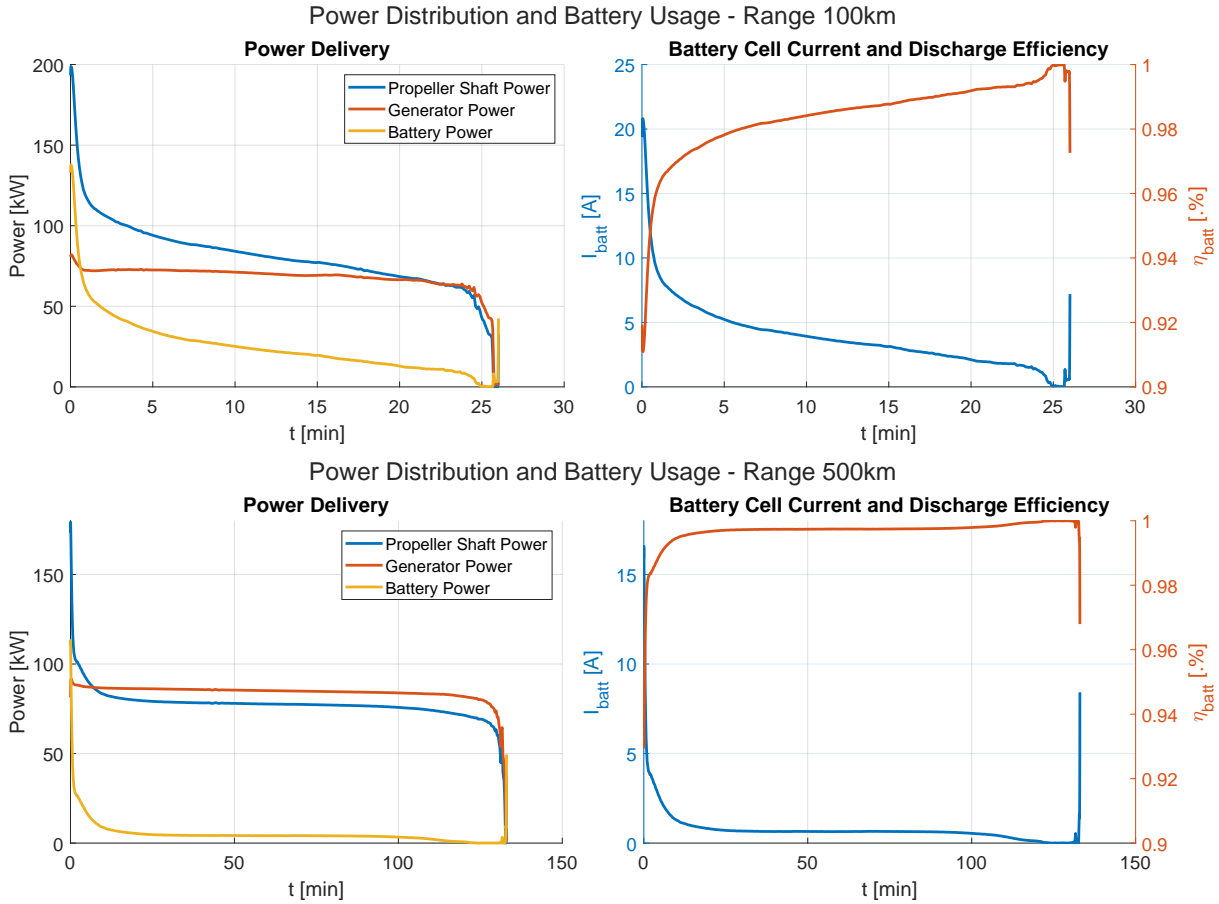 Power Distribution and Battery Usage - Range 100km
Power Delivery
200
150
100
50
0
Power [kW]
Propeller Shaft Power
Generator Power
Battery Power
0 5 10 15 20 25 30
t [min]
Battery Cell Current and Discharge Efficiency
25
20
15
10
5
0
I_batt [A]
1
0.98
0.96
0.94
0.92
0.9
η_batt [.%]
0 5 10 15 20 25 30
t [min]
Power Distribution and Battery Usage - Range 500km
Power Delivery
150
100
50
0
Power [kW]
Propeller Shaft Power
Generator Power
Battery Power
0 50 100 150
t [min]
Battery Cell Current and Discharge Efficiency
15
10
5
0
I_batt [A]
1
0.98
0.96
0.94
0.92
0.9
η_batt [.%]
0 50 100 150
t [min]